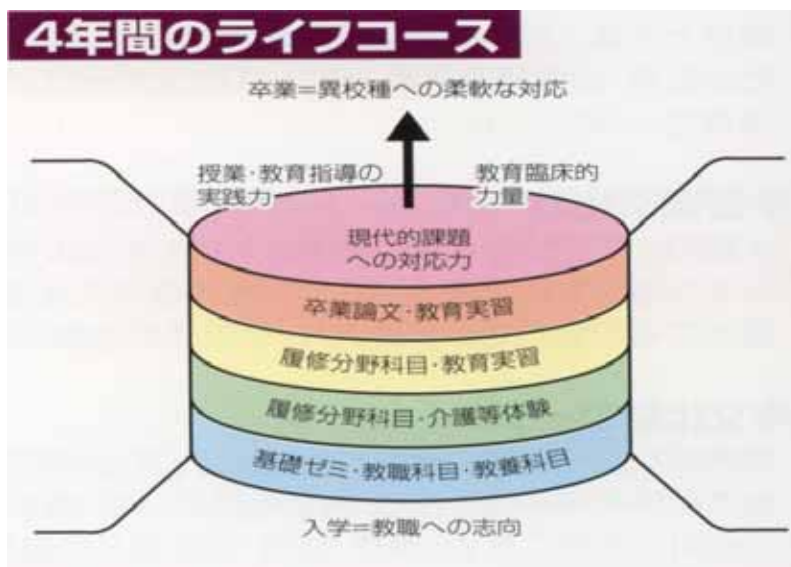 4年間のライフコース
卒業=異校種への柔軟な対応
授業・教育指導の
実践力
教育臨床的
力量
現代的課題
への対応力
卒業論文・教育実習
履修分野科目・教育実習
履修分野科目・介護等体験
基礎ゼミ・教職科目・教養科目
入学=教職への志向